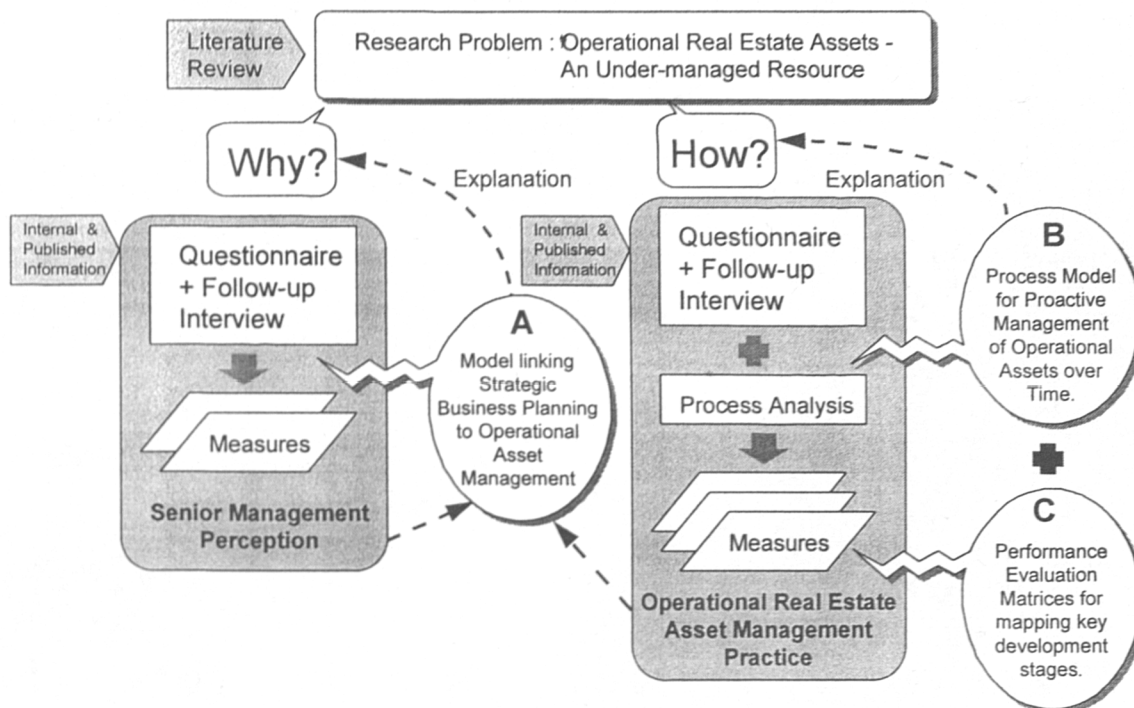 Literature
Review
Research Problem : Operational Real Estate Assets -
An Under-managed Resource
Why?
How?
Explanation
Explanation
Internal &
Published
Information
Questionnaire
+ Follow-up
Interview
Measures
Senior Management
Perception
A
Model linking
Strategic
Business Planning
to Operational
Asset
Management
Internal &
Published
Information
Questionnaire
+ Follow-up
Interview
Process Analysis
Measures
Operational Real Estate
Asset Management
Practice
B
Process Model
for Proactive
Management
of Operational
Assets over
Time.
C
Performance
Evaluation
Matrices for
mapping key
development
stages.